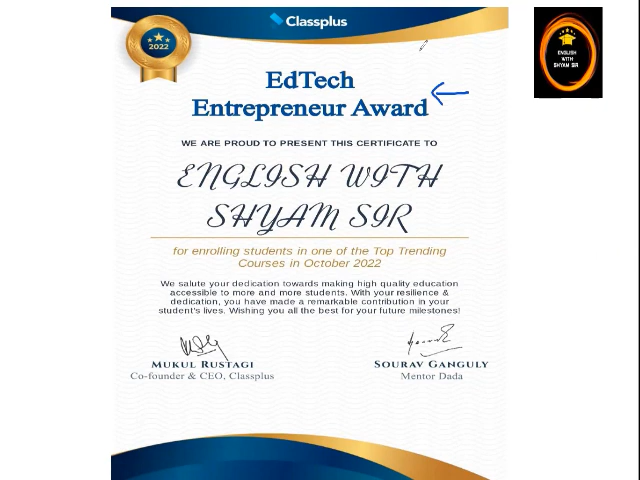 Classplus
2022
ENGLISH
WITH
SHYAM SIR
EdTech
Entrepreneur Award
WE ARE PROUD TO PRESENT THIS CERTIFICATE TO
ENGLISH WITH
SHYAM SIR
for enrolling students in one of the Top Trending
Courses in October 2022
We salute your dedication towards making high quality education
accessible to more and more students. With your resilience &
dedication, you have made a remarkable contribution in your
student's lives. Wishing you all the best for your future milestones!
MUKUL RUSTAGI
Co-founder & CEO, Classplus
SOURAV GANGULY
Mentor Dada